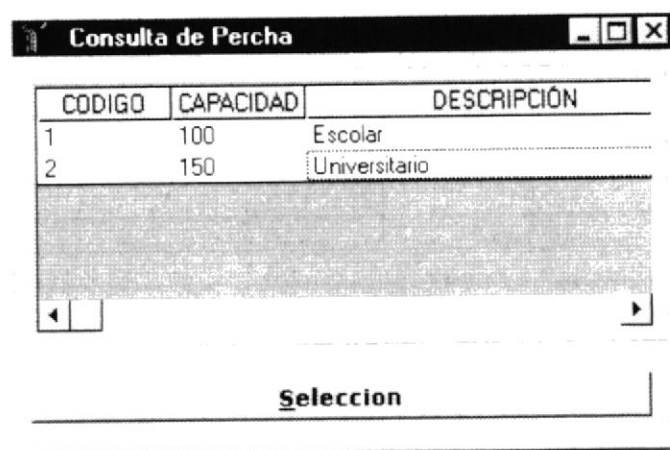 Consulta de Percha
CODIGO CAPACIDAD DESCRIPCIÓN
1 100 Escolar
2 150 Universitario
Seleccion